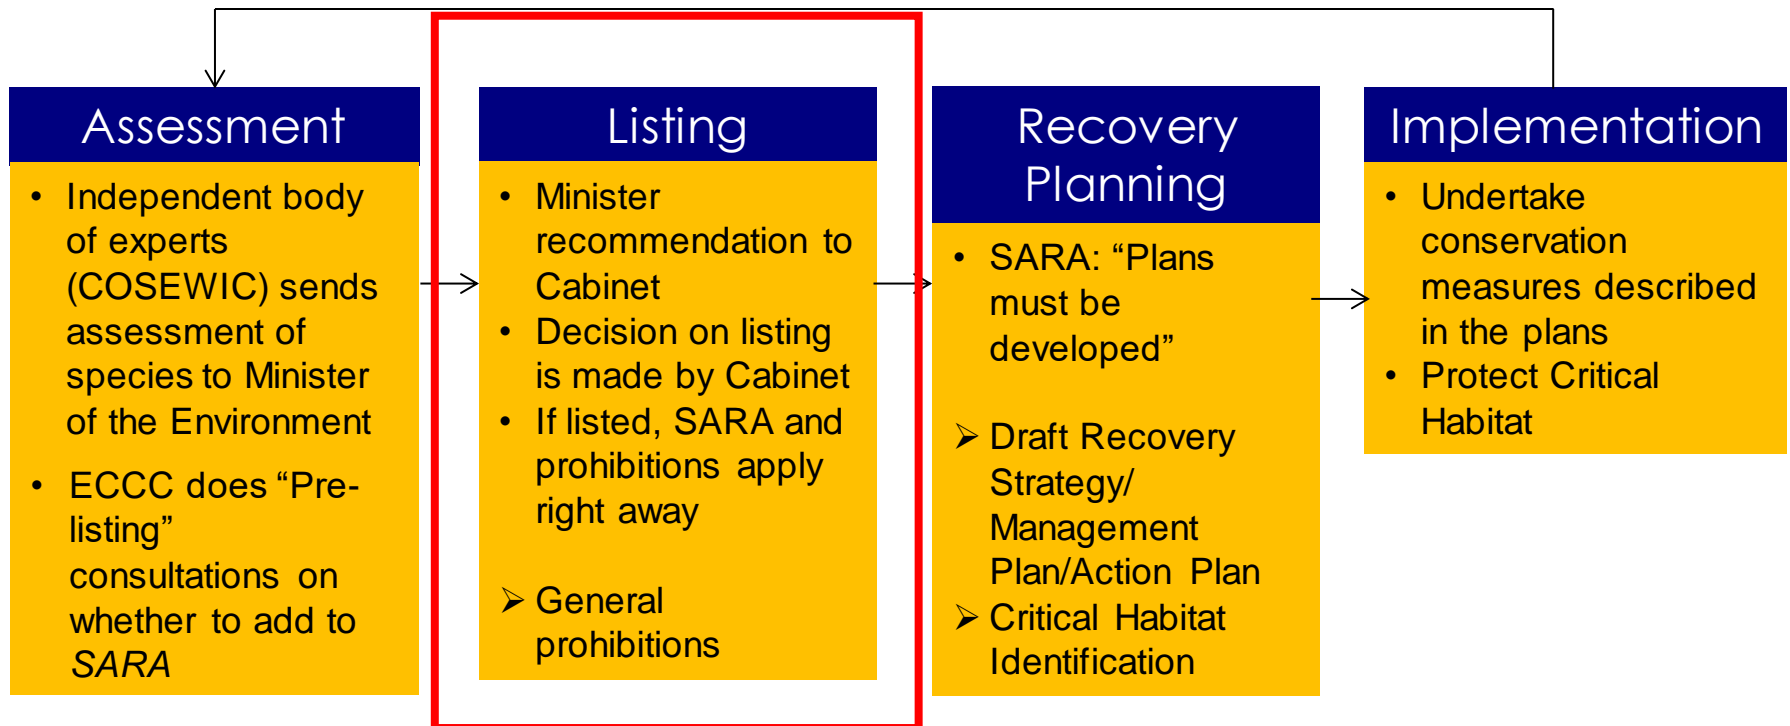 Assessment
• Independent body
of experts
(COSEWIC) sends
assessment of
species to Minister
of the Environment
• ECCC does “Pre-
listing”
consultations on
whether to add to
SARA
Listing
• Minister
recommendation to
Cabinet
• Decision on listing
is made by Cabinet
• If listed, SARA and
prohibitions apply
right away
➢ General
prohibitions
Recovery
Planning
• SARA: “Plans
must be
developed”
➢ Draft Recovery
Strategy/
Management
Plan/Action Plan
➢ Critical Habitat
Identification
Implementation
• Undertake
conservation
measures described
in the plans
• Protect Critical
Habitat